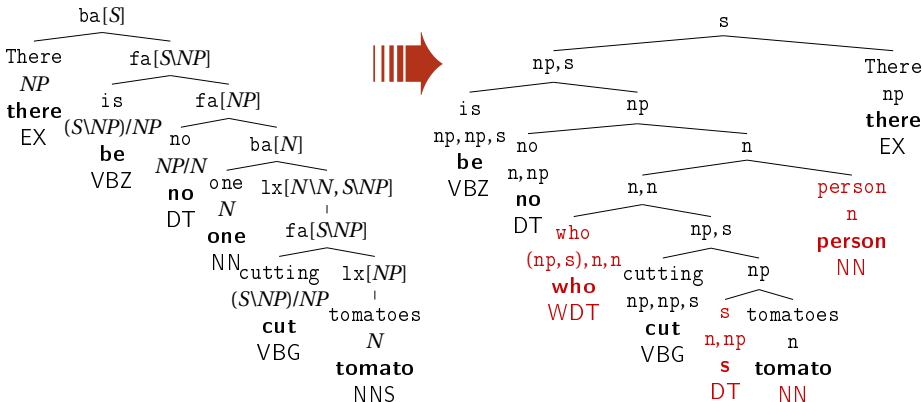 ba[S]
There
NP
there
EX
fa[S\NP]
is
(S\NP)/NP
be
VBZ
fa[NP]
no
NP/N
no
DT
ba[N]
one
N
one
NN
lx[N\N, S\NP]
fa[S\NP]
cutting
(S\NP)/NP
cut
VBG
lx[NP]
tomatoes
N
tomato
NNS
s
np,s
is
np,np,s
be
VBZ
np
no
n,np
no
DT
n
n,n
who
(np,s),n,n
who
WDT
np,s
cutting
np,np,s
cut
VBG
np
s
n,np
s
DT
tomatoes
n
tomato
NN
person
n
person
NN
There
np
there
EX